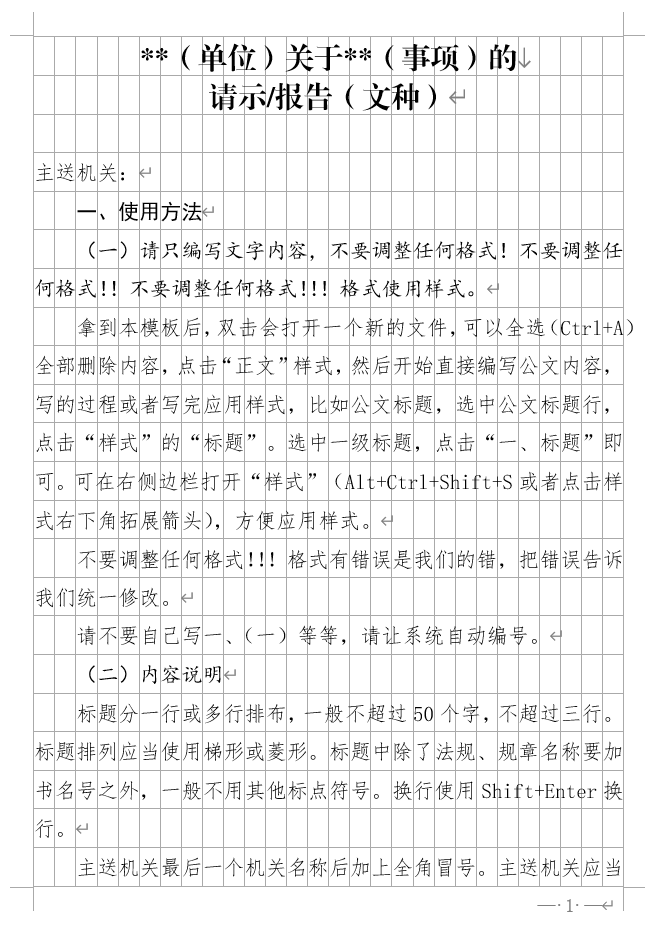 **（单位）关于**（事项）的
请示/报告（文种）
主送机关：
一、使用方法
（一）请只编写文字内容，不要调整任何格式！不要调整任
何格式！！不要调整任何格式！！！格式使用样式。
拿到本模板后，双击会打开一个新的文件，可以全选（Ctrl+A）
全部删除内容，点击“正文”样式，然后开始直接编写公文内容，
写的过程或者写完应用样式，比如公文标题，选中公文标题行，
点击“样式”的“标题”。选中一级标题，点击“一、标题”即
可。可在右侧边栏打开“样式”（Alt+Ctrl+Shift+S 或者点击样
式右下角拓展箭头），方便应用样式。
不要调整任何格式！！！格式有错误是我们的错，把错误告诉
我们统一修改。
请不要自己写一、（一）等等，请让系统自动编号。
（二）内容说明
标题分一行或多行排布，一般不超过 50 个字，不超过三行。
标题排列应当使用梯形或菱形。标题中除了法规、规章名称要加
书名号之外，一般不用其他标点符号。换行使用 Shift+Enter 换
行。
主送机关最后一个机关名称后加上全角冒号。主送机关应当
— 1 —